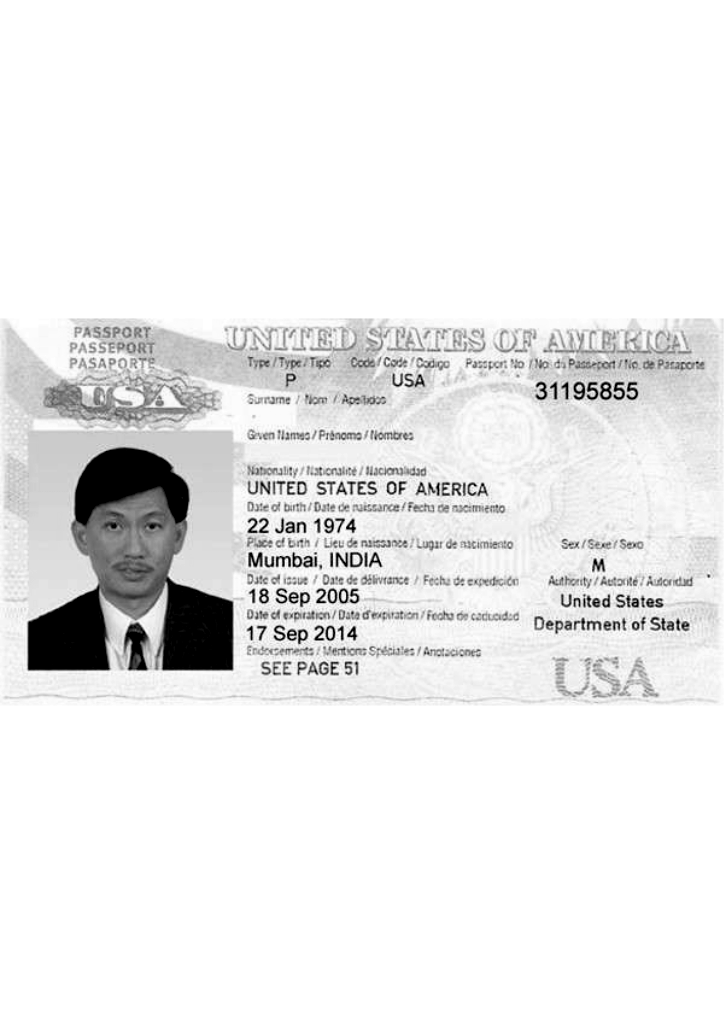 PASSPORT
PASSEPORT
PASAPORTE
USA
UNITED STATES OF AMERICA
Type / Type / Tipo Code / Code / Codigo Passport No / No. du Passeport / No. de Pasaporte
P USA 31195855
Surname / Nom / Apellidos
Given Names / Prénoms / Nombres
Nationality / Nationalité / Nacionalidad
UNITED STATES OF AMERICA
Date of birth / Date de naissance / Fecha de nacimiento
22 Jan 1974
Place of birth / Lieu de naissance / Lugar de nacimiento Sex / Sexe / Sexo
Mumbai, INDIA M
Date of issue / Date de délivrance / Fecha de expedición Authority / Autorité / Autoridad
18 Sep 2005 United States
Date of expiration / Date d'expiration / Fecha de caducidad Department of State
17 Sep 2014
Endorsements / Mentions Spéciales / Anotaciones
SEE PAGE 51
USA